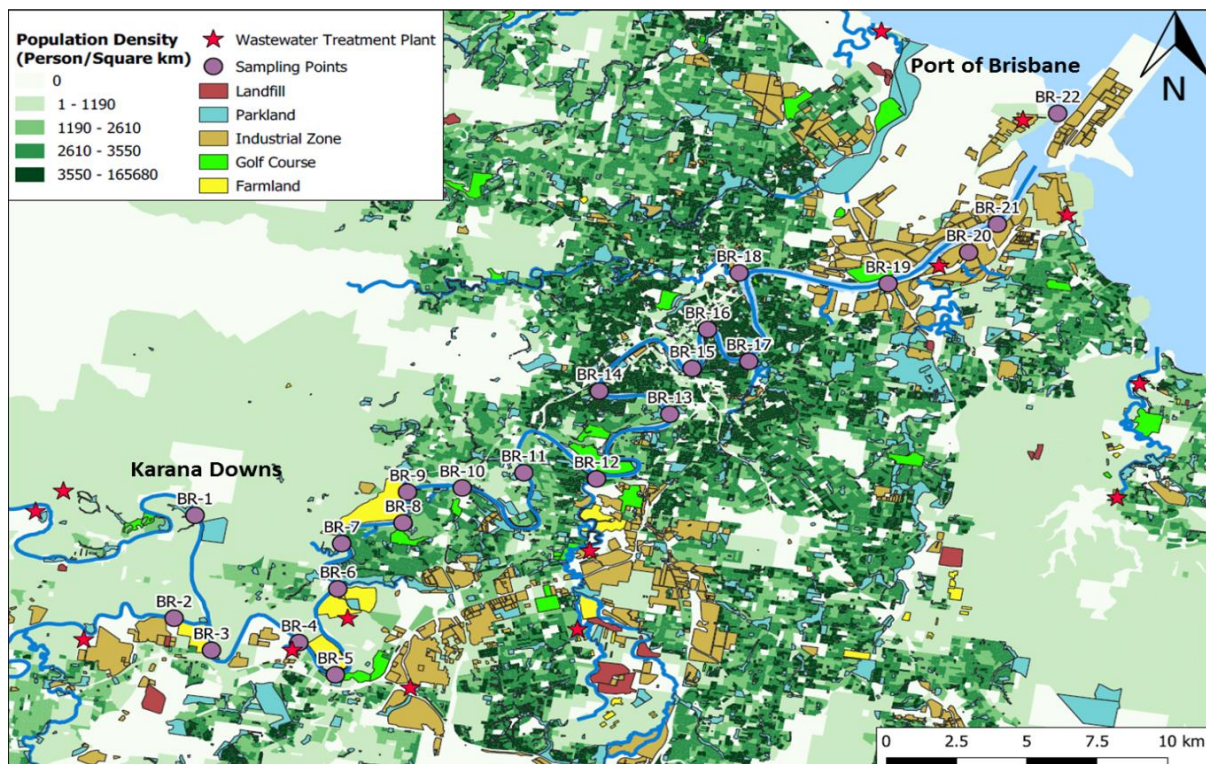 Population Density
(Person/Square km)
0
1 - 1190
1190 - 2610
2610 - 3550
3550 - 165680
Wastewater Treatment Plant
Sampling Points
Landfill
Parkland
Industrial Zone
Golf Course
Farmland
Port of Brisbane
N
BR-22
BR-21
BR-20
BR-19
BR-18
BR-16
BR-17
BR-15
BR-14
BR-13
BR-12
BR-11
BR-10
BR-9
BR-8
Karana Downs
BR-1
BR-7
BR-6
BR-2
BR-3
BR-4
BR-5
0 2.5 5 7.5 10 km